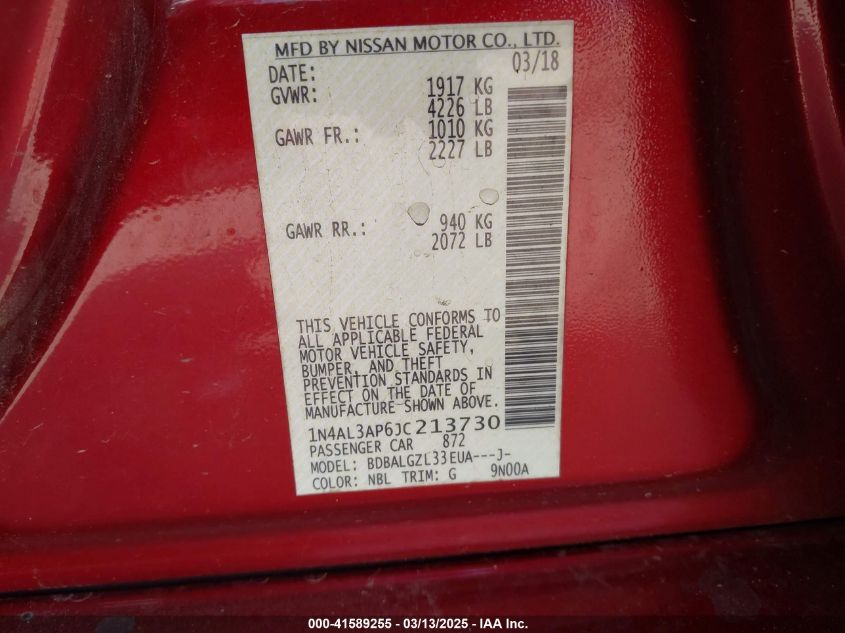 MFD BY NISSAN MOTOR CO., LTD.
DATE: 03/18
GVWR: 1917 KG
4226 LB
GAWR FR.: 1010 KG
2227 LB
GAWR RR.: 940 KG
2072 LB
THIS VEHICLE CONFORMS TO
ALL APPLICABLE FEDERAL
MOTOR VEHICLE SAFETY,
BUMPER, AND THEFT
PREVENTION STANDARDS IN
EFFECT ON THE DATE OF
MANUFACTURE SHOWN ABOVE.
1N4AL3AP6JC213730
PASSENGER CAR 872
MODEL: BDBALGZL33EUA---J-
COLOR: NBL TRIM: G 9N00A
000-41589255 - 03/13/2025 - IAA Inc.